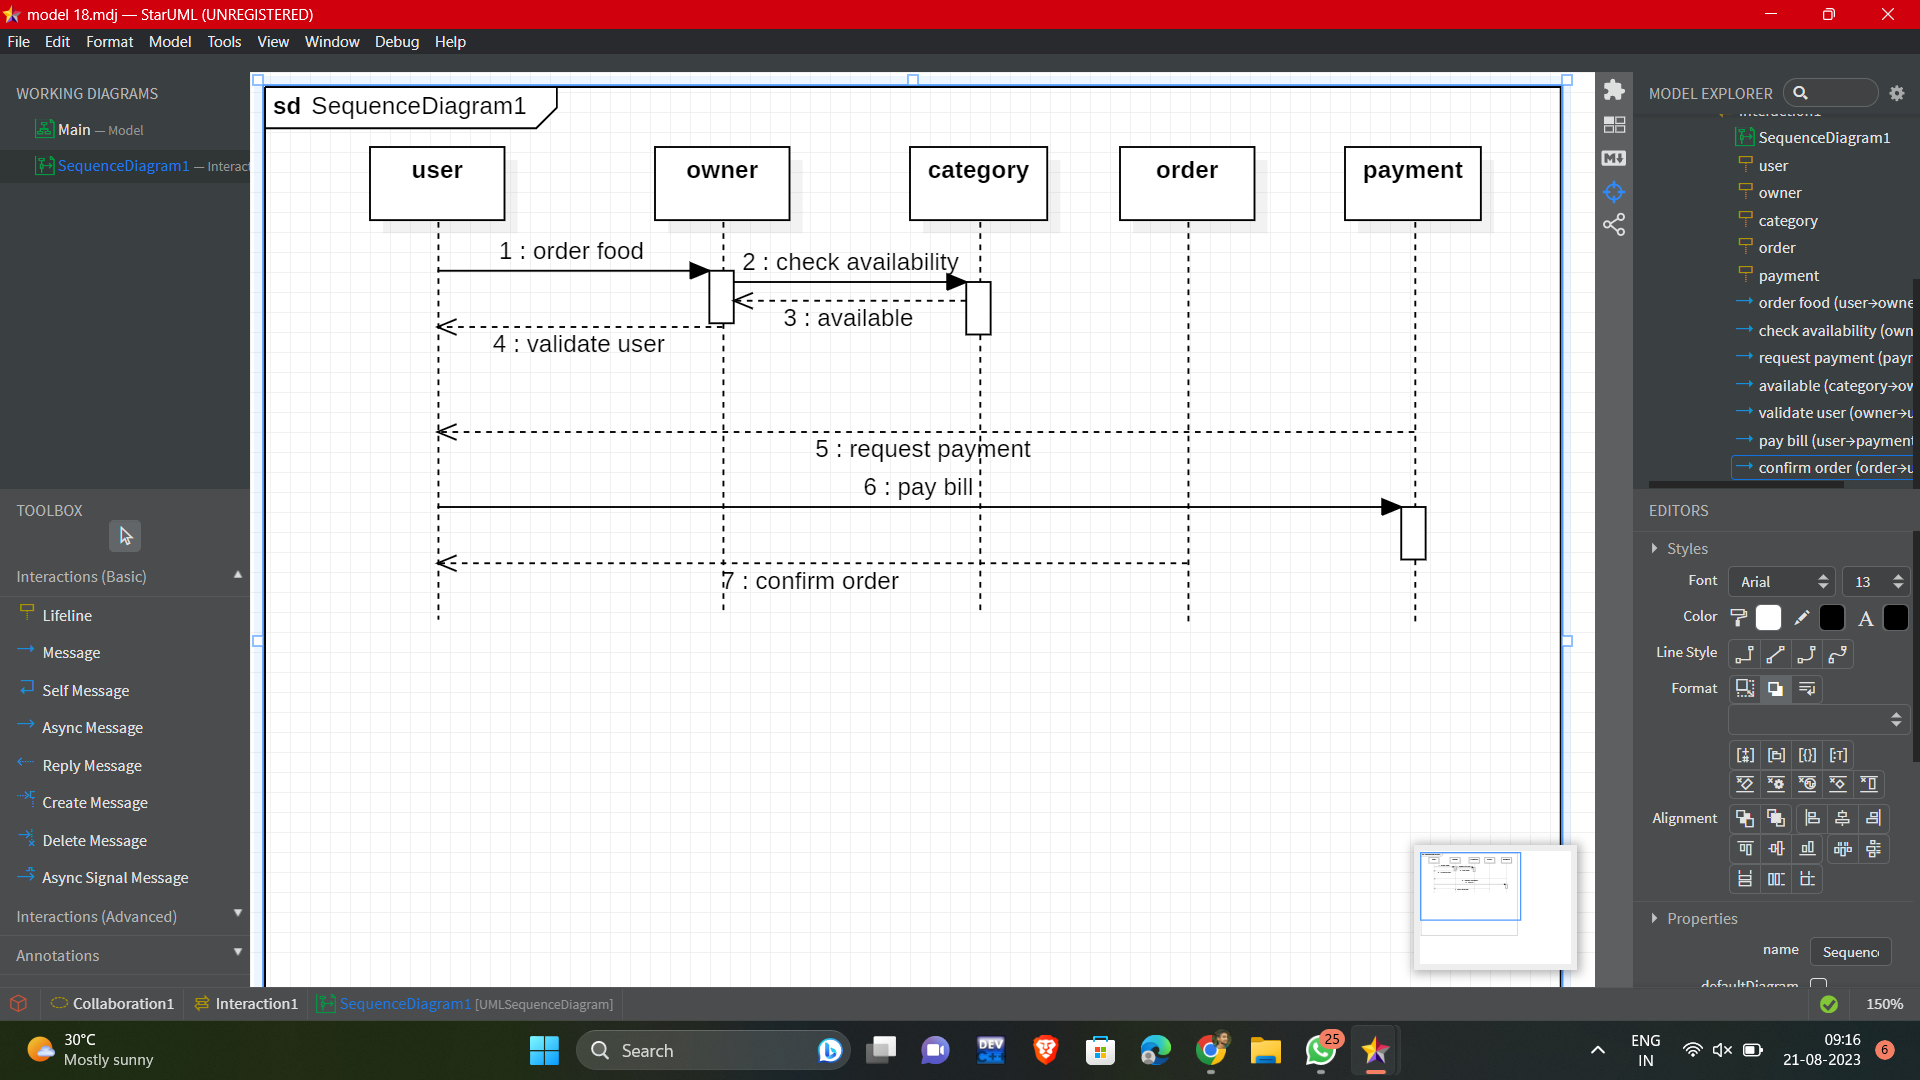 model 18.mdj — StarUML (UNREGISTERED)
File Edit Format Model Tools View Window Debug Help
WORKING DIAGRAMS
Main — Model
SequenceDiagram1 — Interact
TOOLBOX
Interactions (Basic)
Lifeline
Message
Self Message
Async Message
Reply Message
Create Message
Delete Message
Async Signal Message
Interactions (Advanced)
Annotations
sd SequenceDiagram1
user owner category order payment
1 : order food
2 : check availability
3 : available
4 : validate user
5 : request payment
6 : pay bill
7 : confirm order
MODEL EXPLORER
SequenceDiagram1
user
owner
category
order
payment
order food (user→owne
check availability (own
request payment (payr
available (category→ow
validate user (owner→u
pay bill (user→payment
confirm order (order→u
EDITORS
Styles
Font Arial 13
Color
Line Style
Format
Alignment
Properties
name Sequenc
defaultDiagram
Collaboration1 Interaction1 SequenceDiagram1 [UMLSequenceDiagram] 150%
30°C
Mostly sunny
Search
DEV
C++
25
ENG
IN
09:16
21-08-2023
6